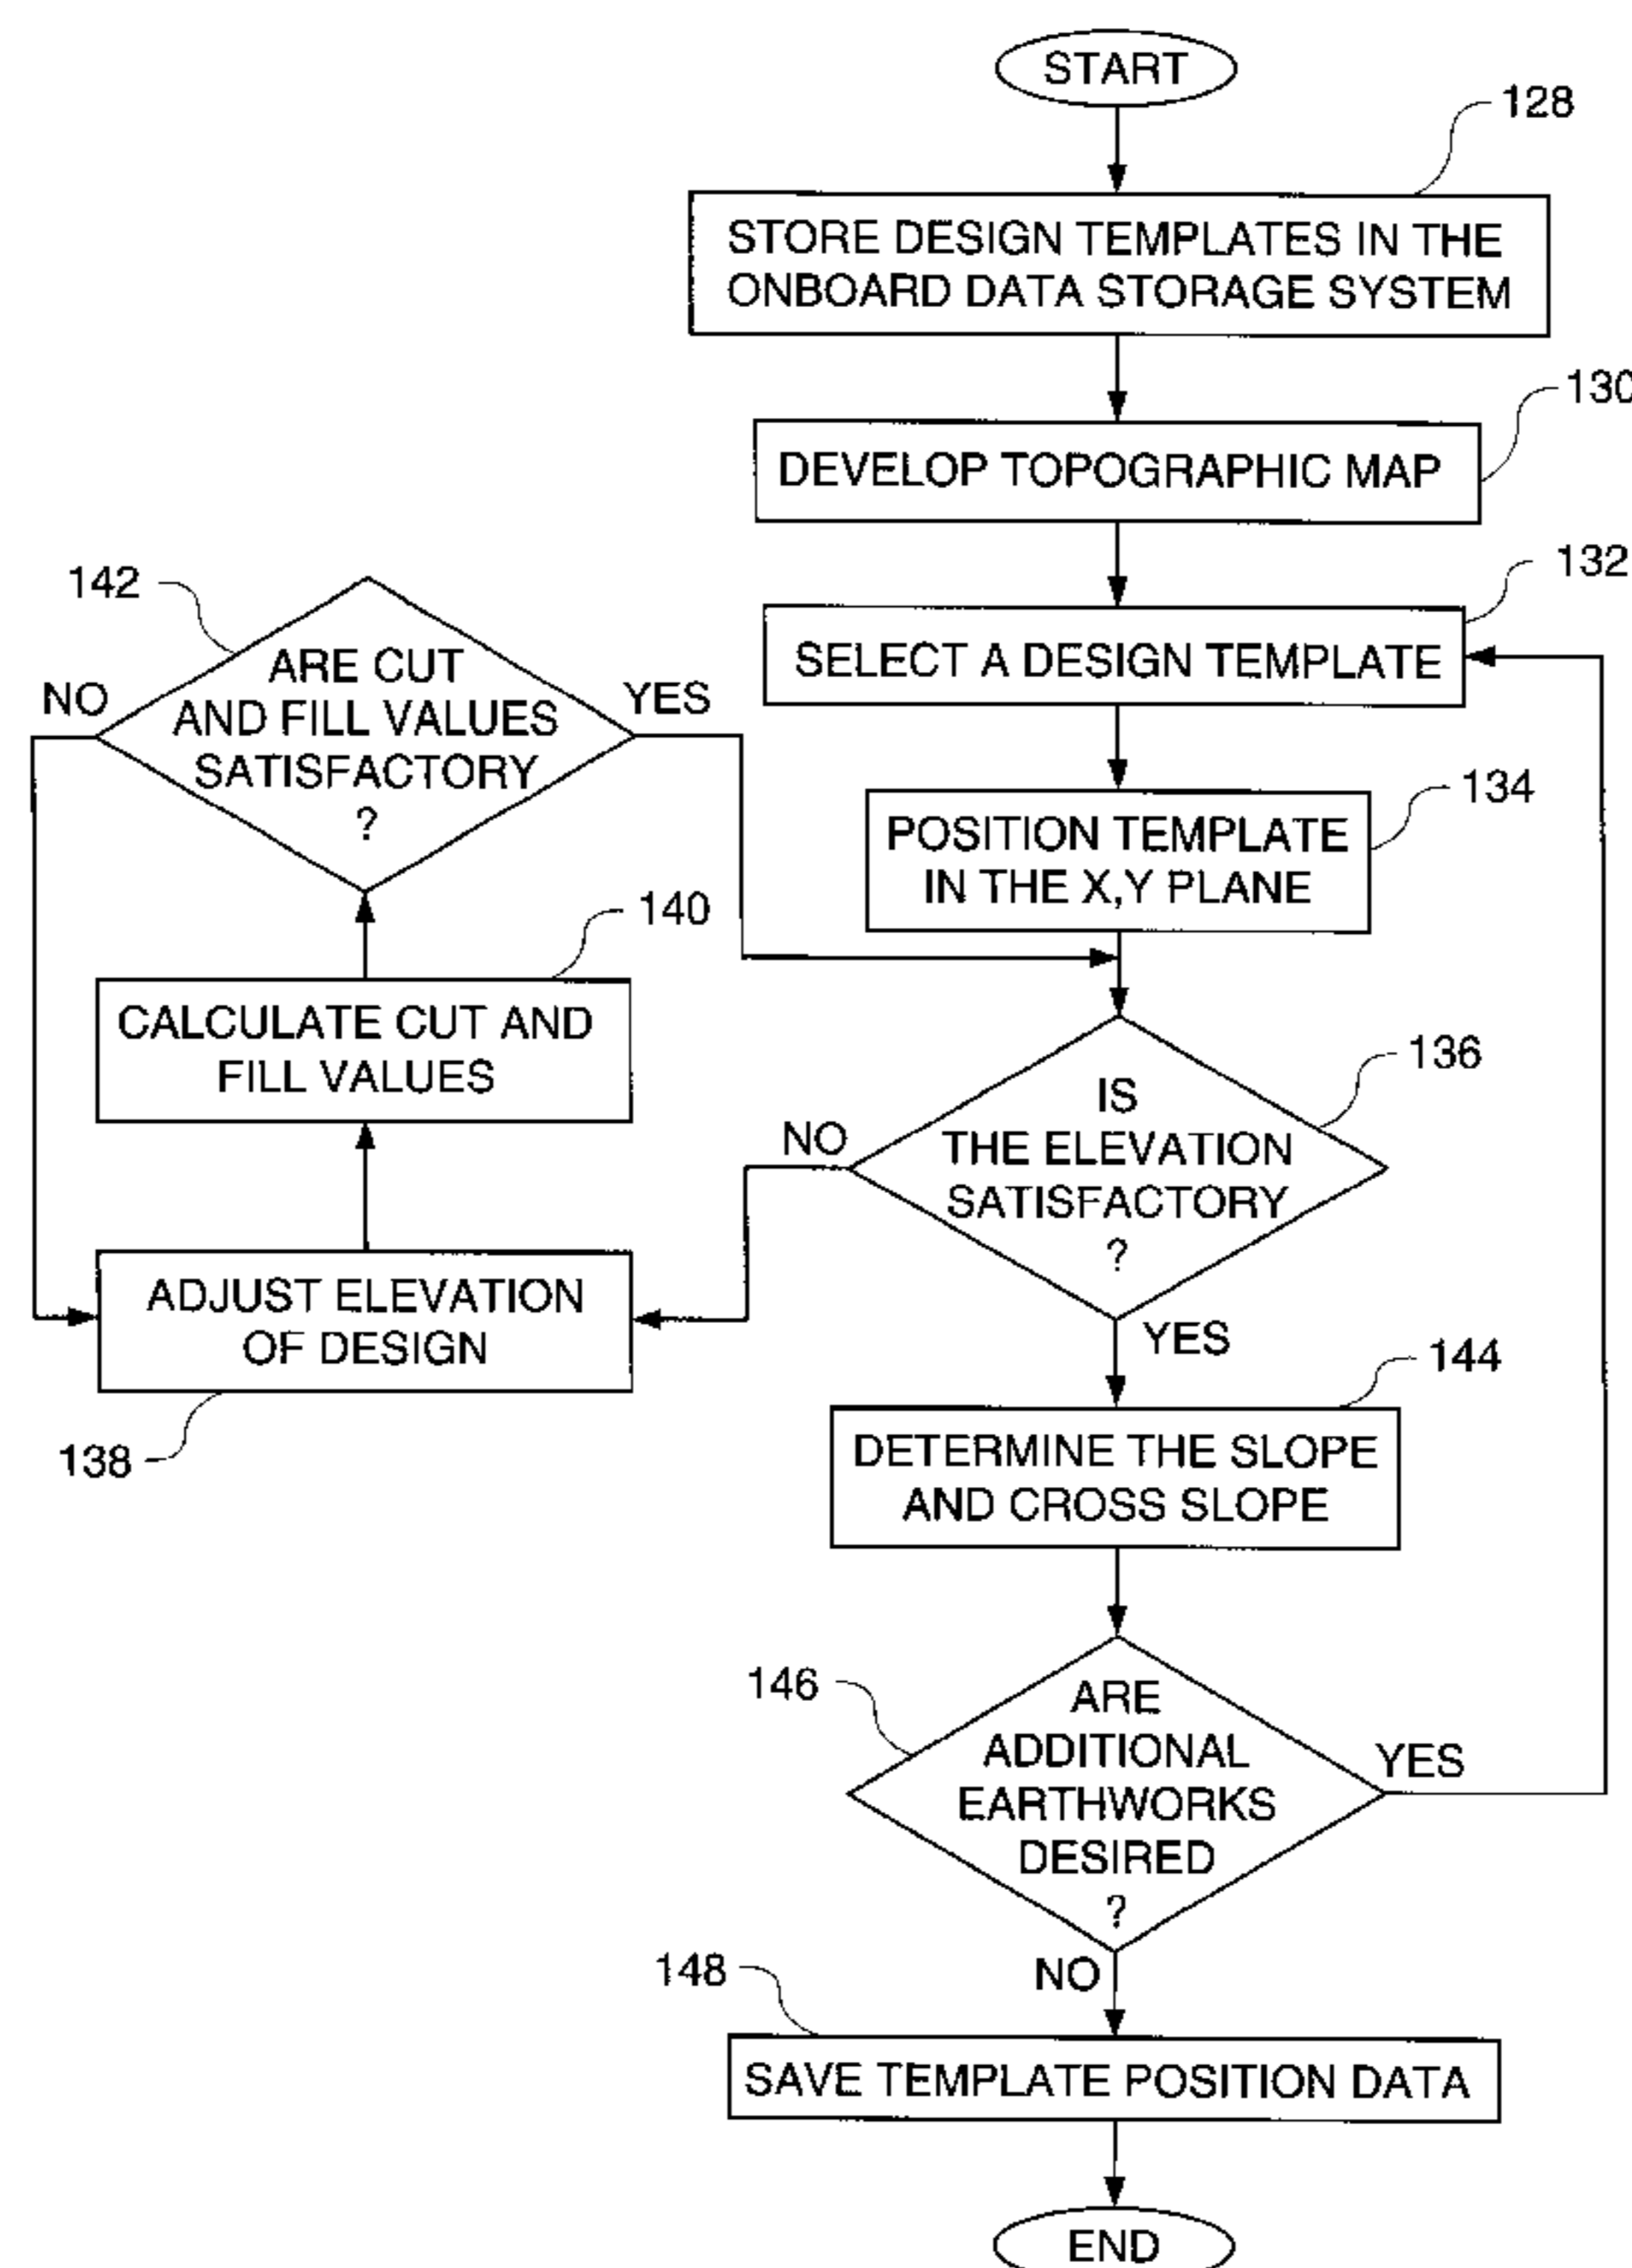 START
128
STORE DESIGN TEMPLATES IN THE
ONBOARD DATA STORAGE SYSTEM
130
DEVELOP TOPOGRAPHIC MAP
132
SELECT A DESIGN TEMPLATE
134
POSITION TEMPLATE
IN THE X,Y PLANE
142
ARE CUT
AND FILL VALUES
SATISFACTORY
?
NO
YES
140
CALCULATE CUT AND
FILL VALUES
136
IS
THE ELEVATION
SATISFACTORY
?
NO
YES
ADJUST ELEVATION
OF DESIGN
138
144
DETERMINE THE SLOPE
AND CROSS SLOPE
146
ARE
ADDITIONAL
EARTHWORKS
DESIRED
?
YES
NO
148
SAVE TEMPLATE POSITION DATA
END